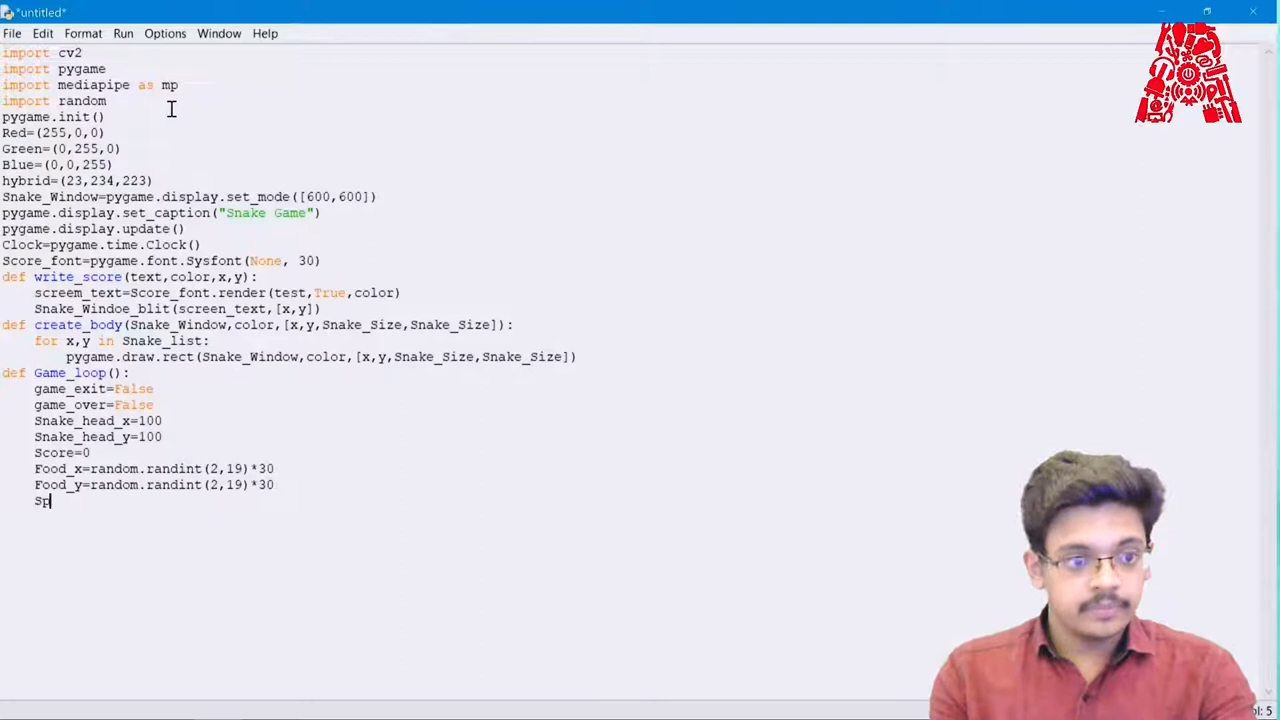 *untitled*
File Edit Format Run Options Window Help
import cv2
import pygame
import mediapipe as mp
import random
pygame.init()
Red=(255,0,0)
Green=(0,255,0)
Blue=(0,0,255)
hybrid=(23,234,223)
Snake_Window=pygame.display.set_mode([600,600])
pygame.display.set_caption("Snake Game")
pygame.display.update()
Clock=pygame.time.Clock()
Score_font=pygame.font.Sysfont(None, 30)
def write_score(text,color,x,y):
    screem_text=Score_font.render(test,True,color)
    Snake_Windoe_blit(screen_text,[x,y])
def create_body(Snake_Window,color,[x,y,Snake_Size,Snake_Size]):
    for x,y in Snake_list:
        pygame.draw.rect(Snake_Window,color,[x,y,Snake_Size,Snake_Size])
def Game_loop():
    game_exit=False
    game_over=False
    Snake_head_x=100
    Snake_head_y=100
    Score=0
    Food_x=random.randint(2,19)*30
    Food_y=random.randint(2,19)*30
    Sp
ol: 5